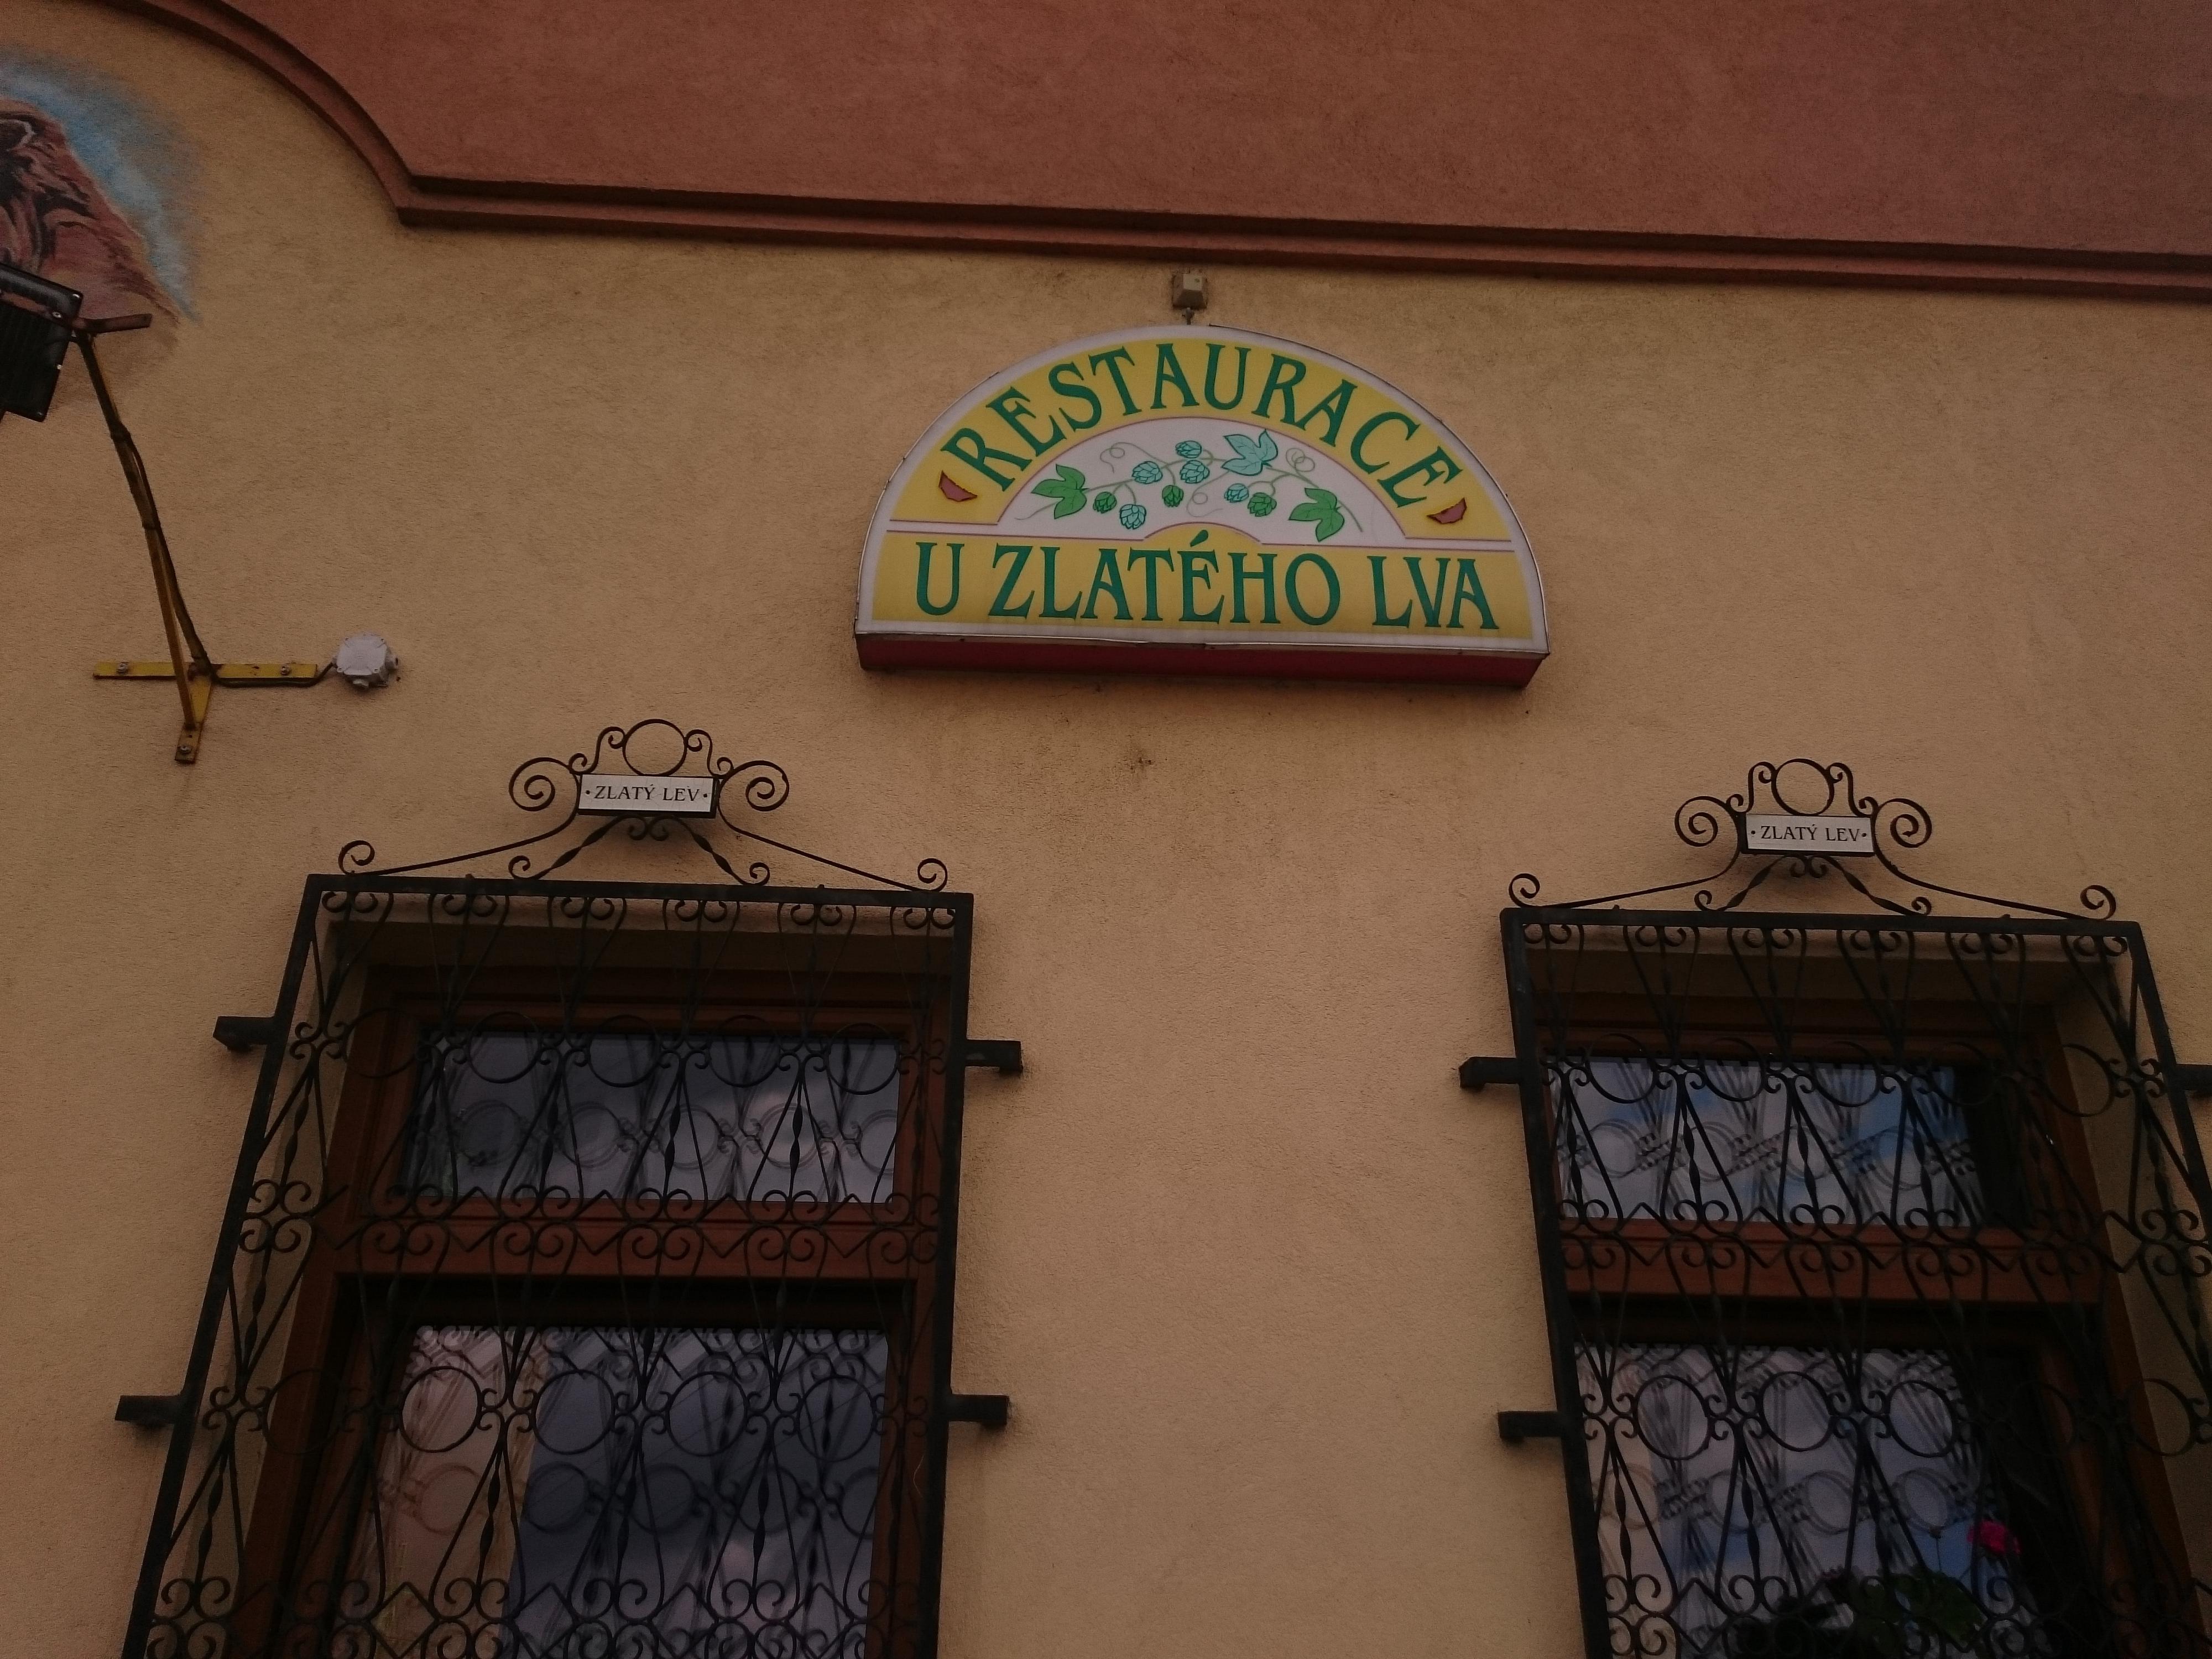 RESTAURACE
U ZLATÉHO LVA
·ZLATÝ LEV·
·ZLATÝ LEV·